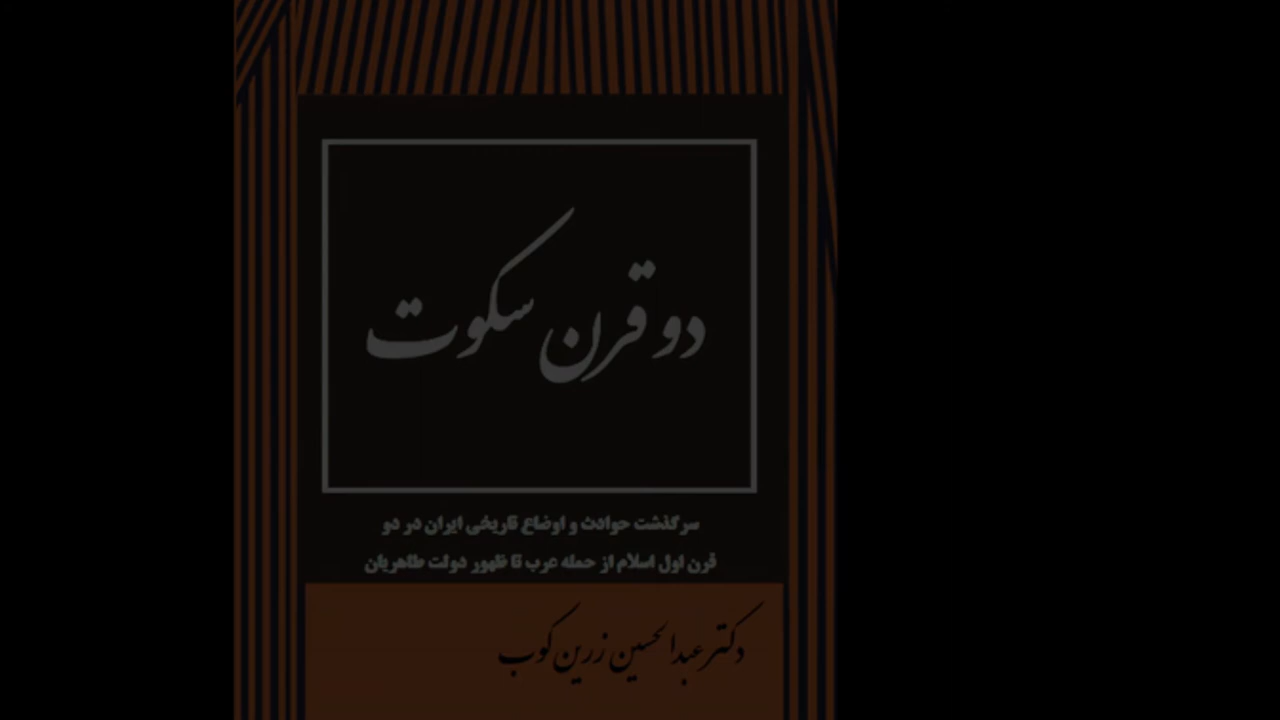 دو قرن سکوت
سرگذشت حوادث و اوضاع تاریخی ایران در دو
قرن اول اسلام از حمله عرب تا ظهور دولت طاهریان
دکتر عبدالحسین زرین کوب